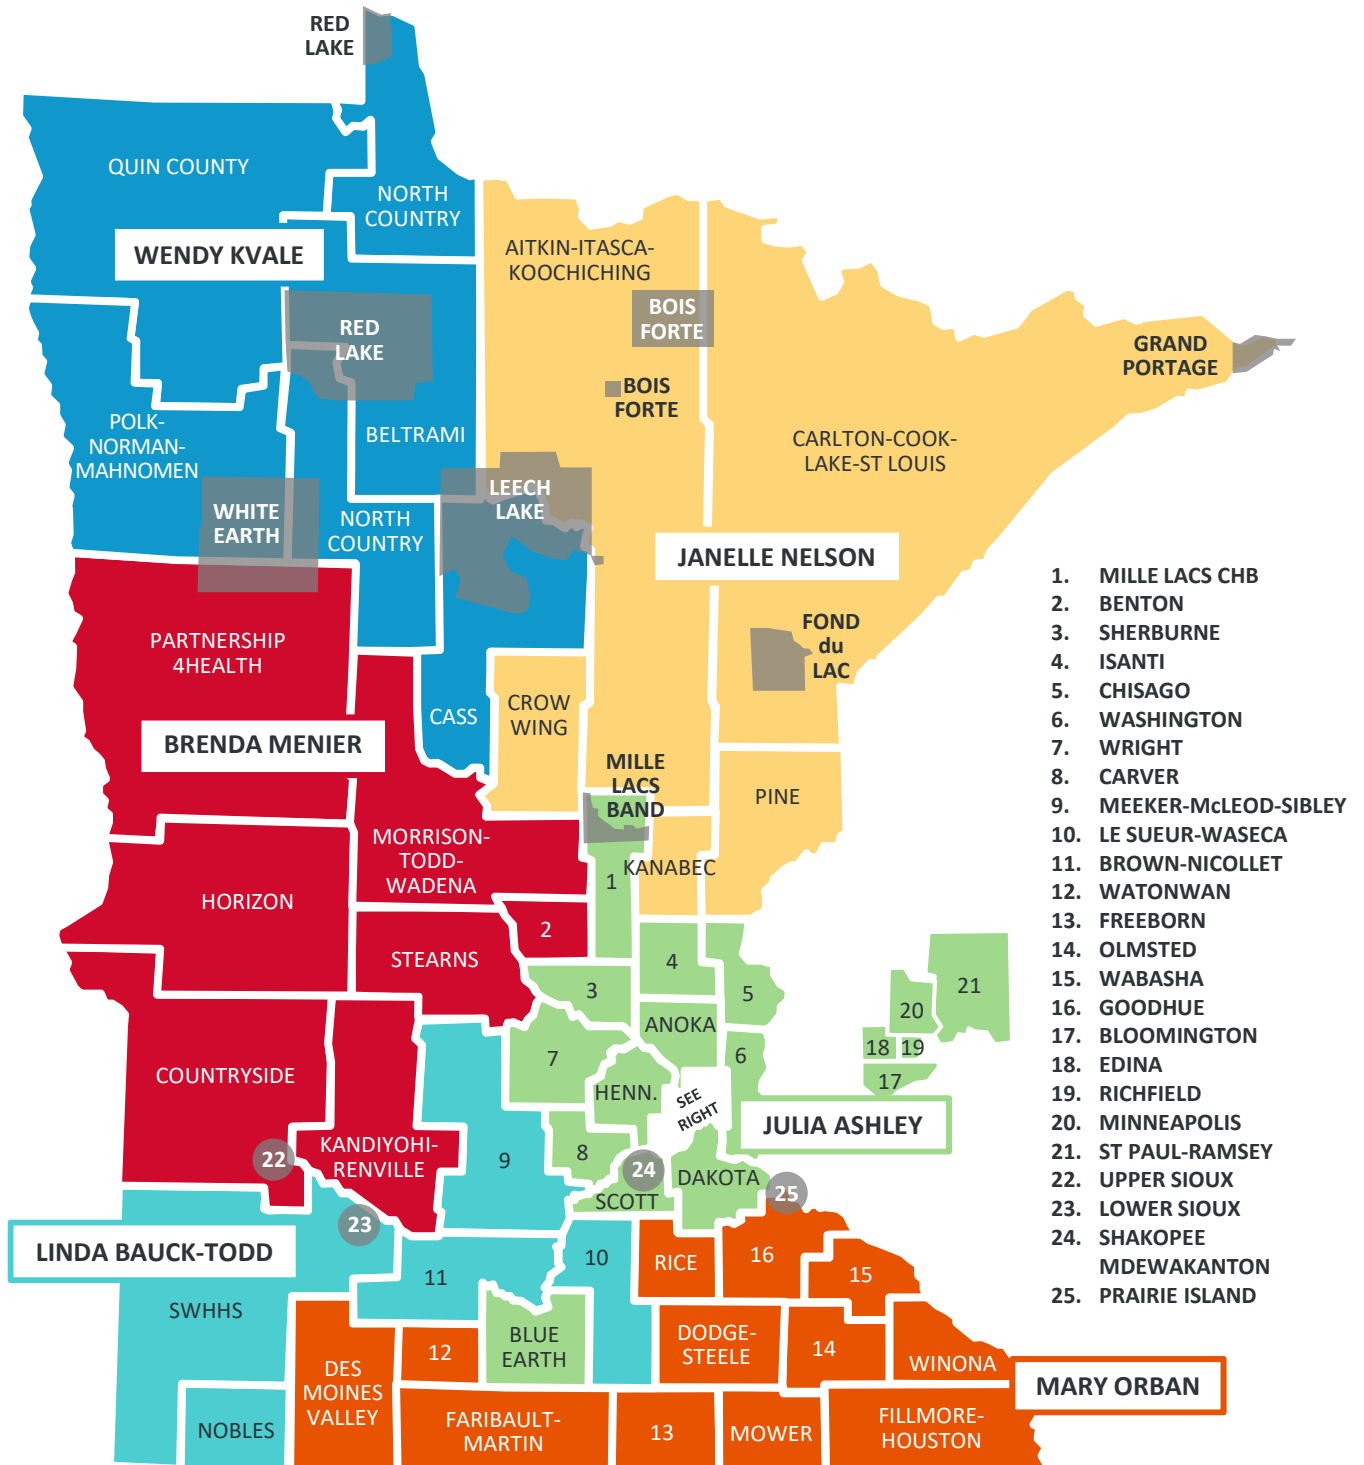 RED
LAKE
QUIN COUNTY
NORTH
COUNTRY
WENDY KVALE
AITKIN-ITASCA-
KOOCHICHING
BOIS
FORTE
RED
LAKE
GRAND
PORTAGE
BOIS
FORTE
POLK-
NORMAN-
MAHNOMEN
BELTRAMI
CARLTON-COOK-
LAKE-ST LOUIS
WHITE
EARTH
NORTH
COUNTRY
LEECH
LAKE
JANELLE NELSON
PARTNERSHIP
4HEALTH
FOND
du
LAC
CASS
CROW
WING
BRENDA MENIER
MILLE
LACS
BAND
PINE
MORRISON-
TODD-
WADENA
KANABEC
1
HORIZON
2
STEARNS
3
4
5
ANOKA
6
7
HENN.
SEE
RIGHT
COUNTRYSIDE
JULIA ASHLEY
KANDIYOHI-
RENVILLE
22
9
8
24
SCOTT
DAKOTA
25
23
LINDA BAUCK-TODD
10
RICE
16
15
11
SWHHS
BLUE
EARTH
DODGE-
STEELE
14
WINONA
12
DES
MOINES
VALLEY
MARY ORBAN
NOBLES
FARIBAULT-
MARTIN
13
MOWER
FILLMORE-
HOUSTON
21
20
18
19
17
1. MILLE LACS CHB
2. BENTON
3. SHERBURNE
4. ISANTI
5. CHISAGO
6. WASHINGTON
7. WRIGHT
8. CARVER
9. MEEKER-McLEOD-SIBLEY
10. LE SUEUR-WASECA
11. BROWN-NICOLLET
12. WATONWAN
13. FREEBORN
14. OLMSTED
15. WABASHA
16. GOODHUE
17. BLOOMINGTON
18. EDINA
19. RICHFIELD
20. MINNEAPOLIS
21. ST PAUL-RAMSEY
22. UPPER SIOUX
23. LOWER SIOUX
24. SHAKOPEE
MDEWAKANTON
25. PRAIRIE ISLAND